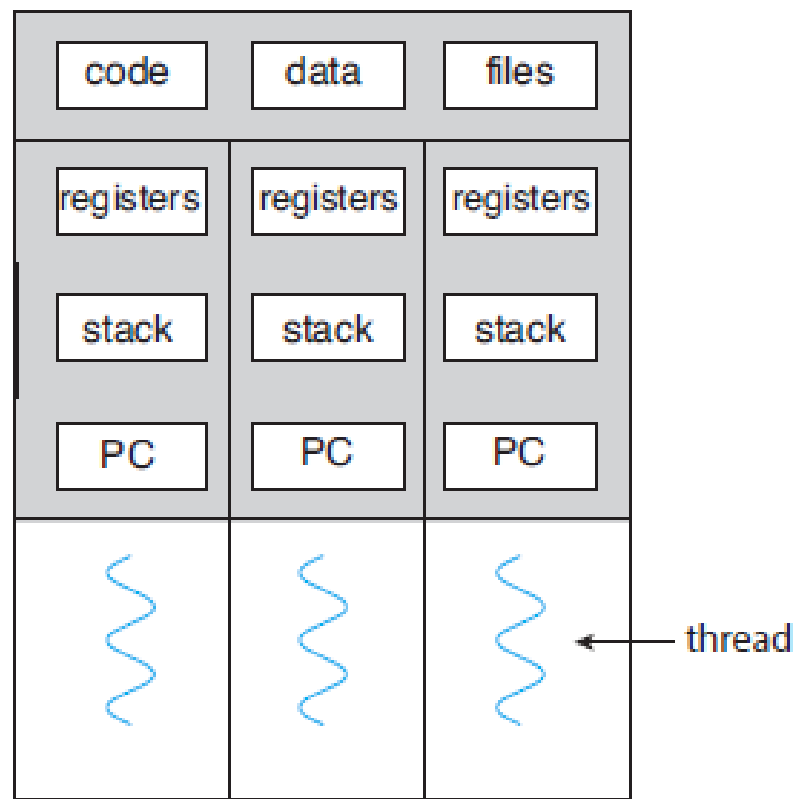 code data files
registers registers registers
stack stack stack
PC PC PC
thread